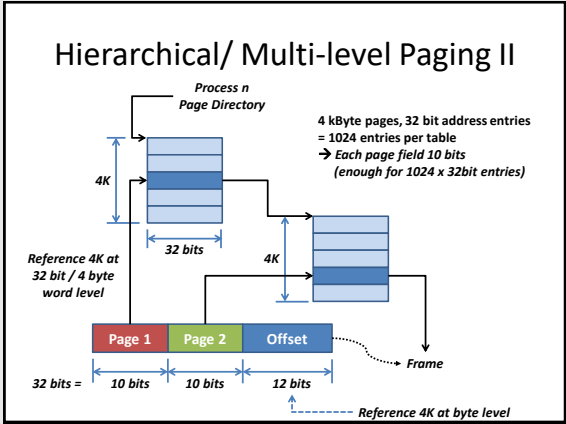 Hierarchical/ Multi-level Paging II
Process n
Page Directory
4 kByte pages, 32 bit address entries
= 1024 entries per table
→ Each page field 10 bits
(enough for 1024 x 32bit entries)
4K
32 bits
4K
Reference 4K at
32 bit / 4 byte
word level
Page 1 Page 2 Offset
Frame
32 bits = 10 bits 10 bits 12 bits
Reference 4K at byte level